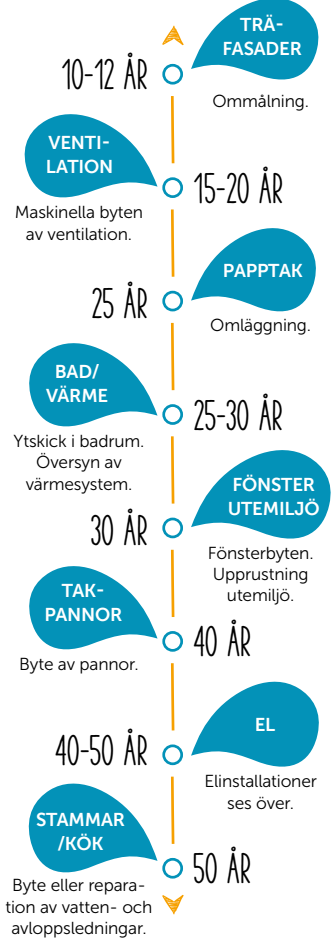 TRÄ-
FASADER
10-12 ÅR
Ommålning.
VENTI-
LATION
15-20 ÅR
Maskinella byten
av ventilation.
PAPPTAK
25 ÅR
Omläggning.
BAD/
VÄRME
25-30 ÅR
Ytskick i badrum.
Översyn av
värmesystem.
FÖNSTER
UTEMILJÖ
30 ÅR
Fönsterbyten.
Upprustning
utemiljö.
TAK-
PANNOR
40 ÅR
Byte av pannor.
EL
40-50 ÅR
Elinstallationer
ses över.
STAMMAR
/KÖK
50 ÅR
Byte eller repara-
tion av vatten- och
avloppsledningar.